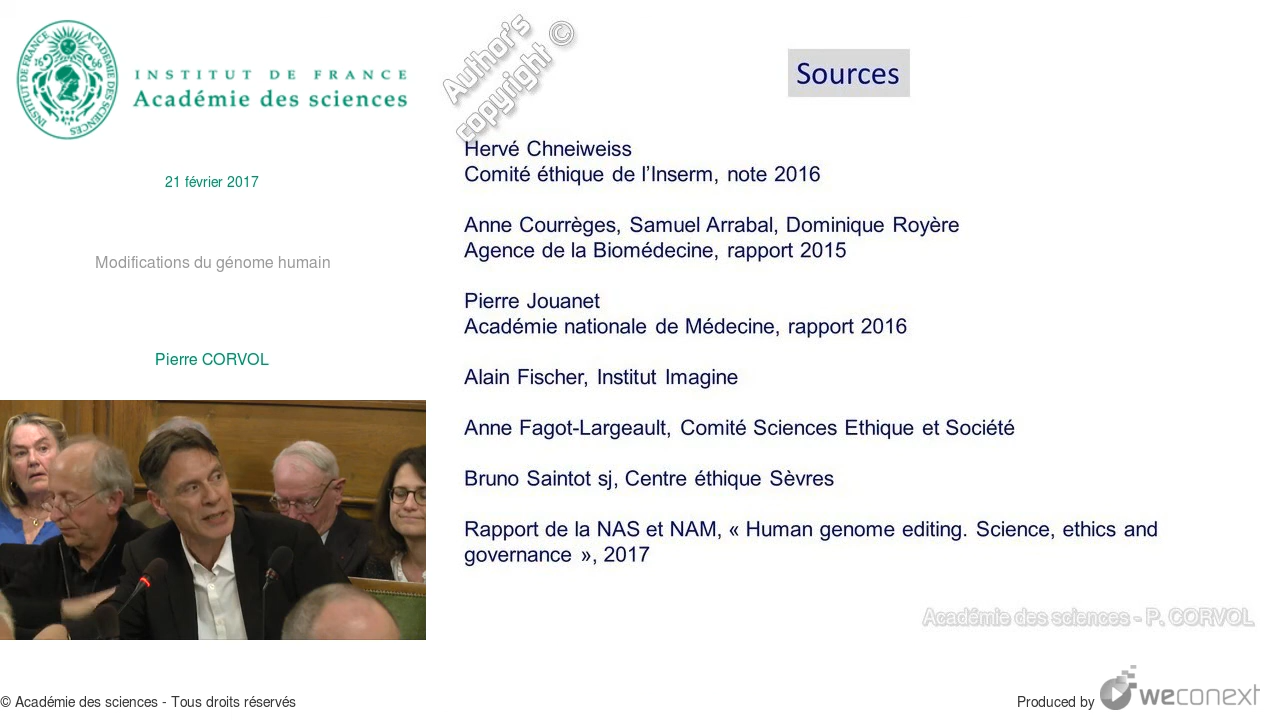 INSTITUT DE FRANCE
Académie des sciences
21 février 2017
Modifications du génome humain
Pierre CORVOL
Author's
copyright ©
Sources
Hervé Chneiweiss
Comité éthique de l’Inserm, note 2016
Anne Courrèges, Samuel Arrabal, Dominique Royère
Agence de la Biomédecine, rapport 2015
Pierre Jouanet
Académie nationale de Médecine, rapport 2016
Alain Fischer, Institut Imagine
Anne Fagot-Largeault, Comité Sciences Ethique et Société
Bruno Saintot sj, Centre éthique Sèvres
Rapport de la NAS et NAM, « Human genome editing. Science, ethics and
governance », 2017
Académie des sciences - P. CORVOL
© Académie des sciences - Tous droits réservés
Produced by weconext